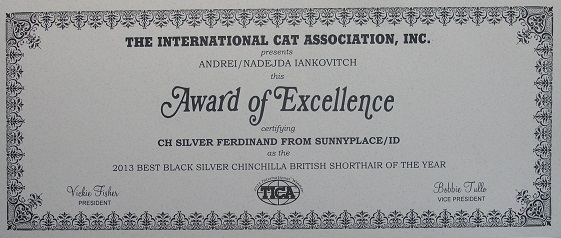 THE INTERNATIONAL CAT ASSOCIATION, INC.
presents
ANDREI/NADEJDA IANKOVITCH
this
Award of Excellence
certifying
CH SILVER FERDINAND FROM SUNNYPLACE/ID
as the
2013 BEST BLACK SILVER CHINCHILLA BRITISH SHORTHAIR OF THE YEAR
Vickie Fisher
PRESIDENT
TICA
Bobbie Tullo
VICE PRESIDENT